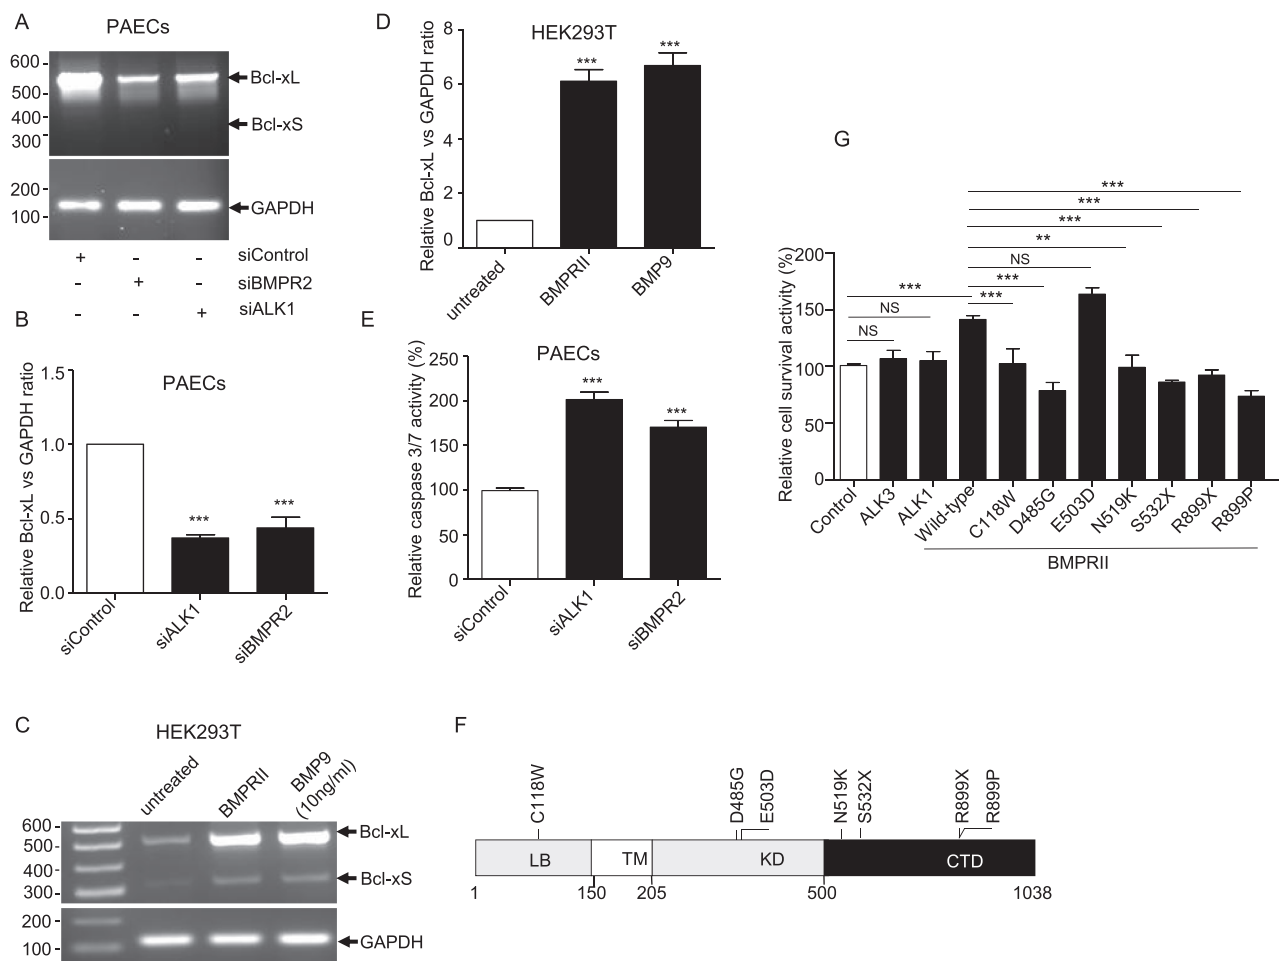 A
PAECs
600
500
400
300
Bcl-xL
Bcl-xS
200
100
GAPDH
+ - - siControl
- + - siBMPR2
- - + siALK1
B
PAECs
Relative Bcl-xL vs GAPDH ratio
1.5
1.0
0.5
0.0
***
***
siControl
siALK1
siBMPR2
C
HEK293T
untreated
BMPRII
BMP9
(10ng/ml)
600
500
400
300
Bcl-xL
Bcl-xS
200
100
GAPDH
D
HEK293T
Relative Bcl-xL vs GAPDH ratio
8
6
4
2
0
***
***
untreated
BMPRII
BMP9
E
PAECs
Relative caspase 3/7 activity (%)
250
200
150
100
50
0
***
***
siControl
siALK1
siBMPR2
F
C118W
D485G
E503D
N519K
S532X
R899X
R899P
LB
TM
KD
CTD
1
150
205
500
1038
G
Relative cell survival activity (%)
200
150
100
50
0
***
***
***
**
NS
***
***
***
NS
NS
Control
ALK3
ALK1
Wild-type
C118W
D485G
E503D
N519K
S532X
R899X
R899P
BMPRII